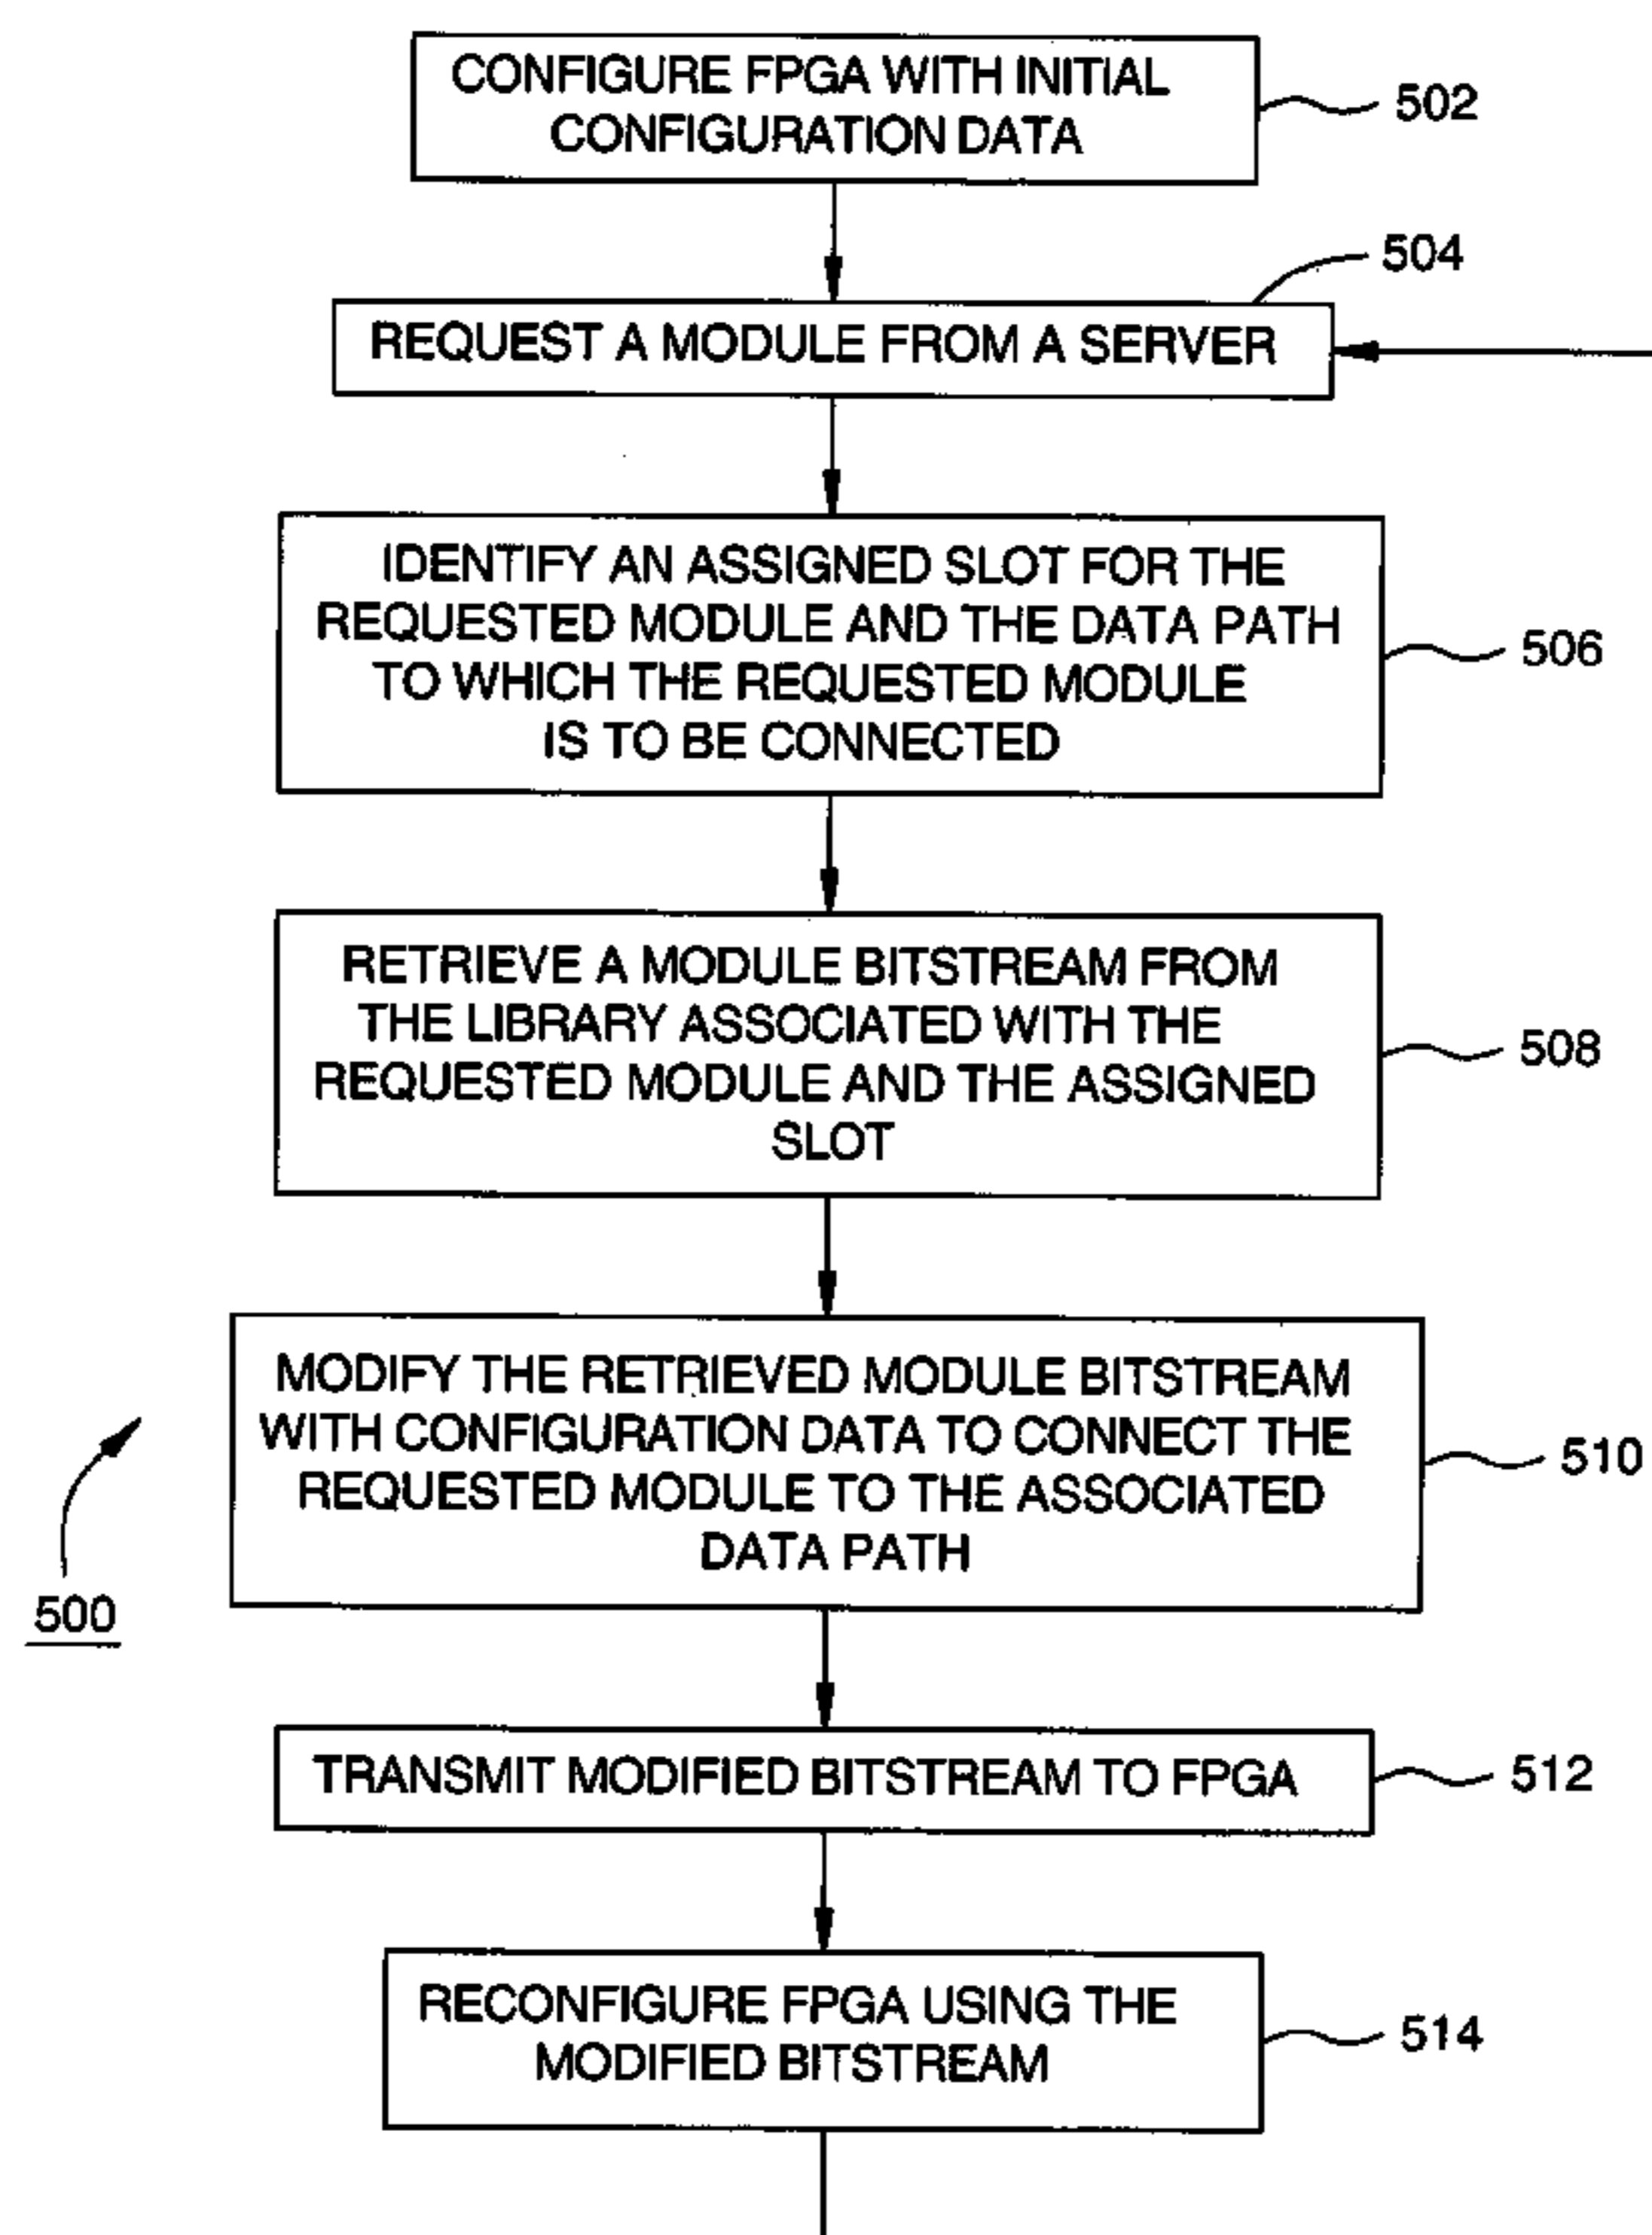 CONFIGURE FPGA WITH INITIAL
CONFIGURATION DATA
502
504
REQUEST A MODULE FROM A SERVER
IDENTIFY AN ASSIGNED SLOT FOR THE
REQUESTED MODULE AND THE DATA PATH
TO WHICH THE REQUESTED MODULE
IS TO BE CONNECTED
506
RETRIEVE A MODULE BITSTREAM FROM
THE LIBRARY ASSOCIATED WITH THE
REQUESTED MODULE AND THE ASSIGNED
SLOT
508
MODIFY THE RETRIEVED MODULE BITSTREAM
WITH CONFIGURATION DATA TO CONNECT THE
REQUESTED MODULE TO THE ASSOCIATED
DATA PATH
510
500
TRANSMIT MODIFIED BITSTREAM TO FPGA
512
RECONFIGURE FPGA USING THE
MODIFIED BITSTREAM
514